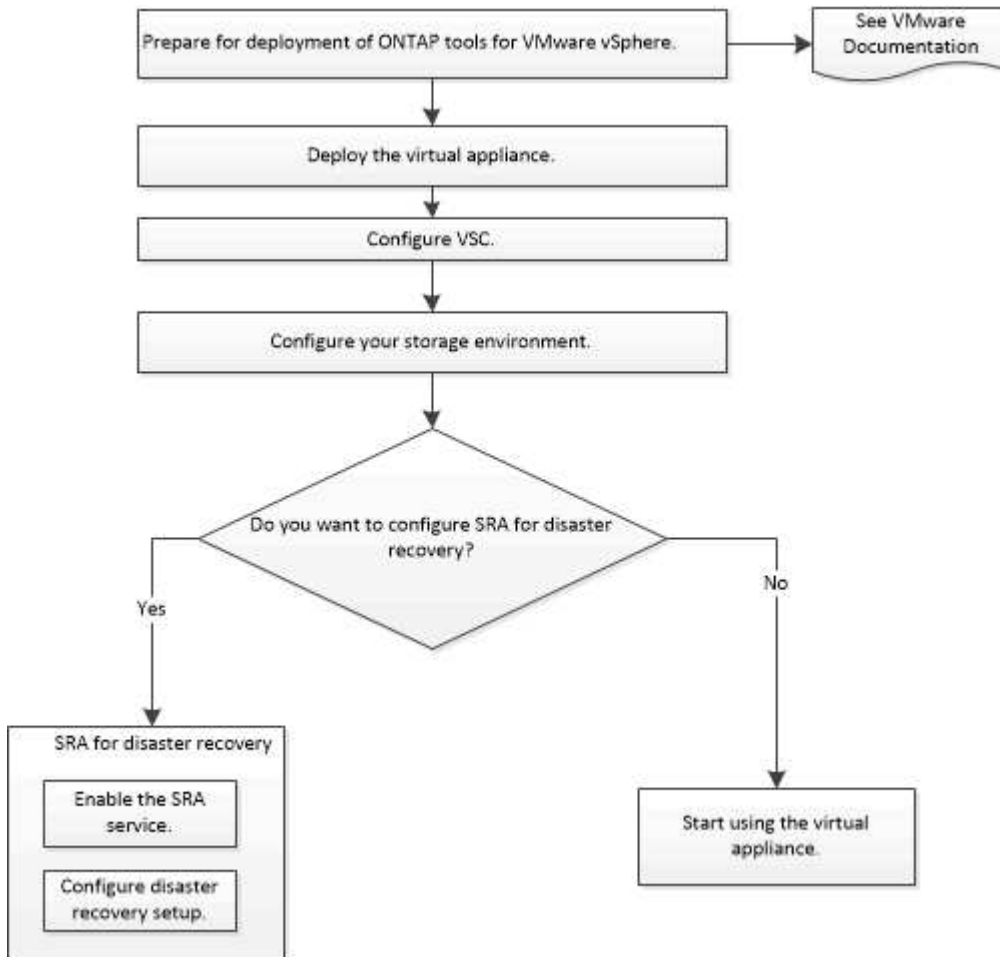 Prepare for deployment of ONTAP tools for VMware vSphere.
See VMware
Documentation
Deploy the virtual appliance.
Configure VSC.
Configure your storage environment.
Do you want to configure SRA for disaster
recovery?
Yes
No
SRA for disaster recovery
Enable the SRA
service.
Configure disaster
recovery setup.
Start using the virtual
appliance.